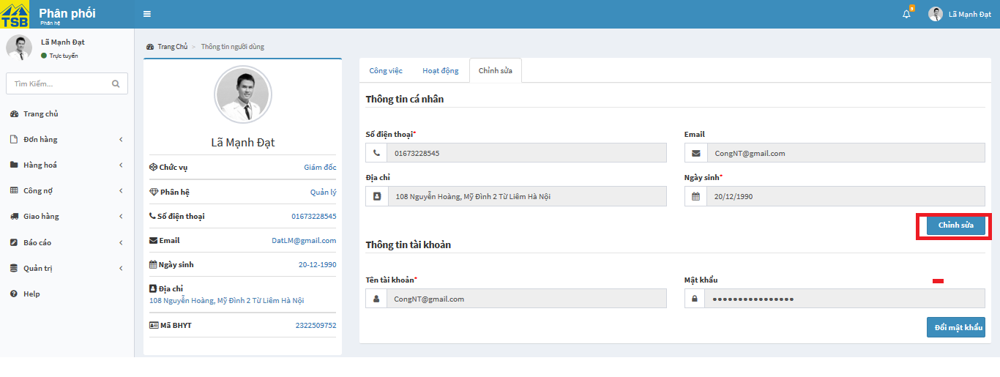 TSB
Phân phối
Phân hệ
5
Lã Mạnh Đạt
Lã Mạnh Đạt
Trực tuyến
Tìm Kiếm...
Trang chủ
Đơn hàng
Hàng hoá
Công nợ
Giao hàng
Báo cáo
Quản trị
Help
Trang Chủ > Thông tin người dùng
Lã Mạnh Đạt
Chức vụ Giám đốc
Phân hệ Quản lý
Số điện thoại 01673228545
Email DatLM@gmail.com
Ngày sinh 20-12-1990
Địa chỉ
108 Nguyễn Hoàng, Mỹ Đình 2 Từ Liêm Hà Nội
Mã BHYT 2322509752
Công việc Hoạt động Chỉnh sửa
Thông tin cá nhân
Số điện thoại* Email
01673228545 CongNT@gmail.com
Địa chỉ Ngày sinh*
108 Nguyễn Hoàng, Mỹ Đình 2 Từ Liêm Hà Nội 20/12/1990
Chỉnh sửa
Thông tin tài khoản
Tên tài khoản* Mật khẩu
CongNT@gmail.com ••••••••••••••••
Đổi mật khẩu